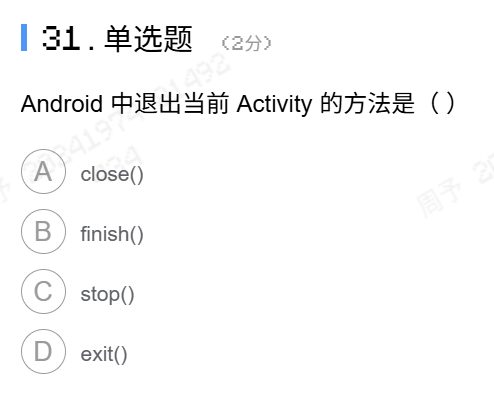 31.单选题 (2分)
Android 中退出当前 Activity 的方法是（ ）
A close()
B finish()
C stop()
D exit()